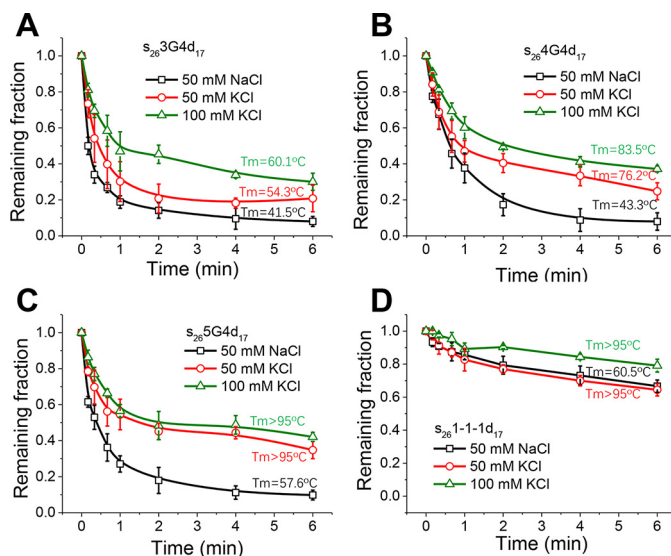 A
s₂₆3G4d₁₇
50 mM NaCl
50 mM KCl
100 mM KCl
Tm=60.1°C
Tm=54.3°C
Tm=41.5°C
Remaining fraction
1.0
0.8
0.6
0.4
0.2
0.0
0 1 2 3 4 5 6
Time (min)
B
s₂₆4G4d₁₇
50 mM NaCl
50 mM KCl
100 mM KCl
Tm=83.5°C
Tm=76.2°C
Tm=43.3°C
Remaining fraction
1.0
0.8
0.6
0.4
0.2
0.0
0 1 2 3 4 5 6
Time (min)
C
s₂₆5G4d₁₇
50 mM NaCl
50 mM KCl
100 mM KCl
Tm>95°C
Tm>95°C
Tm=57.6°C
Remaining fraction
1.0
0.8
0.6
0.4
0.2
0.0
0 1 2 3 4 5 6
Time (min)
D
Tm>95°C
Tm=60.5°C
Tm>95°C
s₂₆1-1-1d₁₇
50 mM NaCl
50 mM KCl
100 mM KCl
Remaining fraction
1.0
0.8
0.6
0.4
0.2
0.0
0 1 2 3 4 5 6
Time (min)